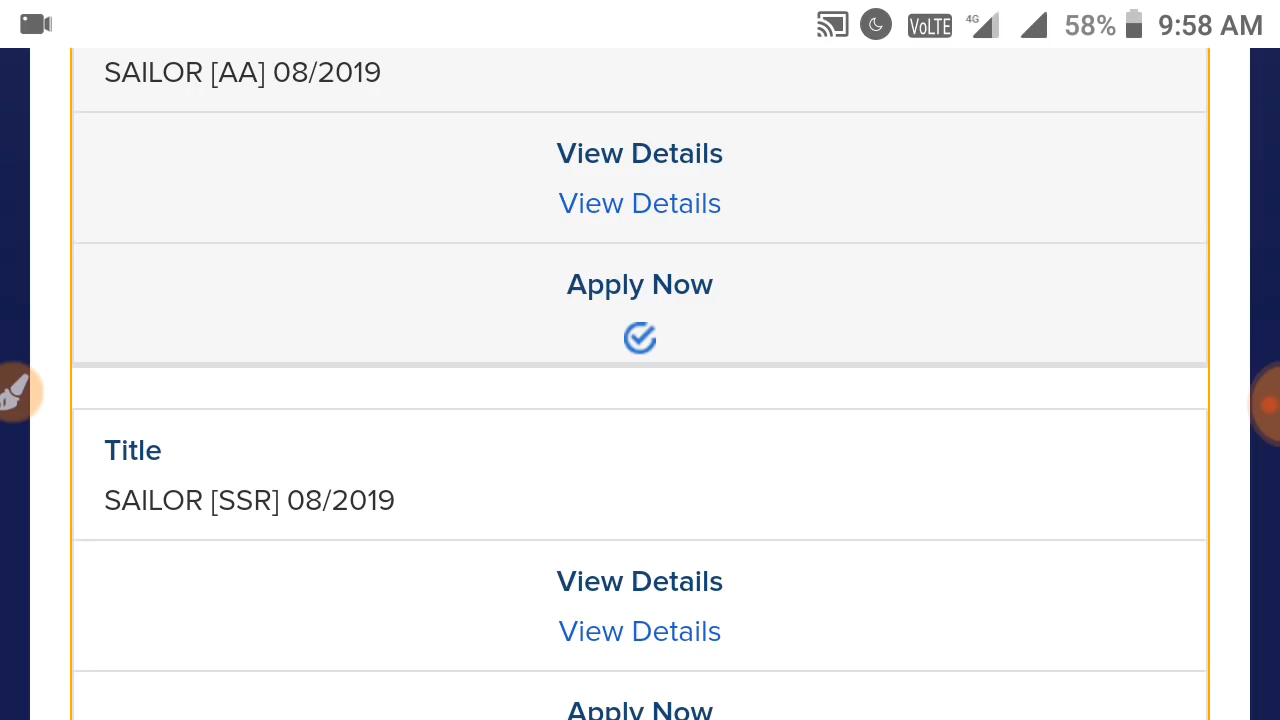 VoLTE 4G 58% 9:58 AM
SAILOR [AA] 08/2019
View Details
View Details
Apply Now
Title
SAILOR [SSR] 08/2019
View Details
View Details
Apply Now